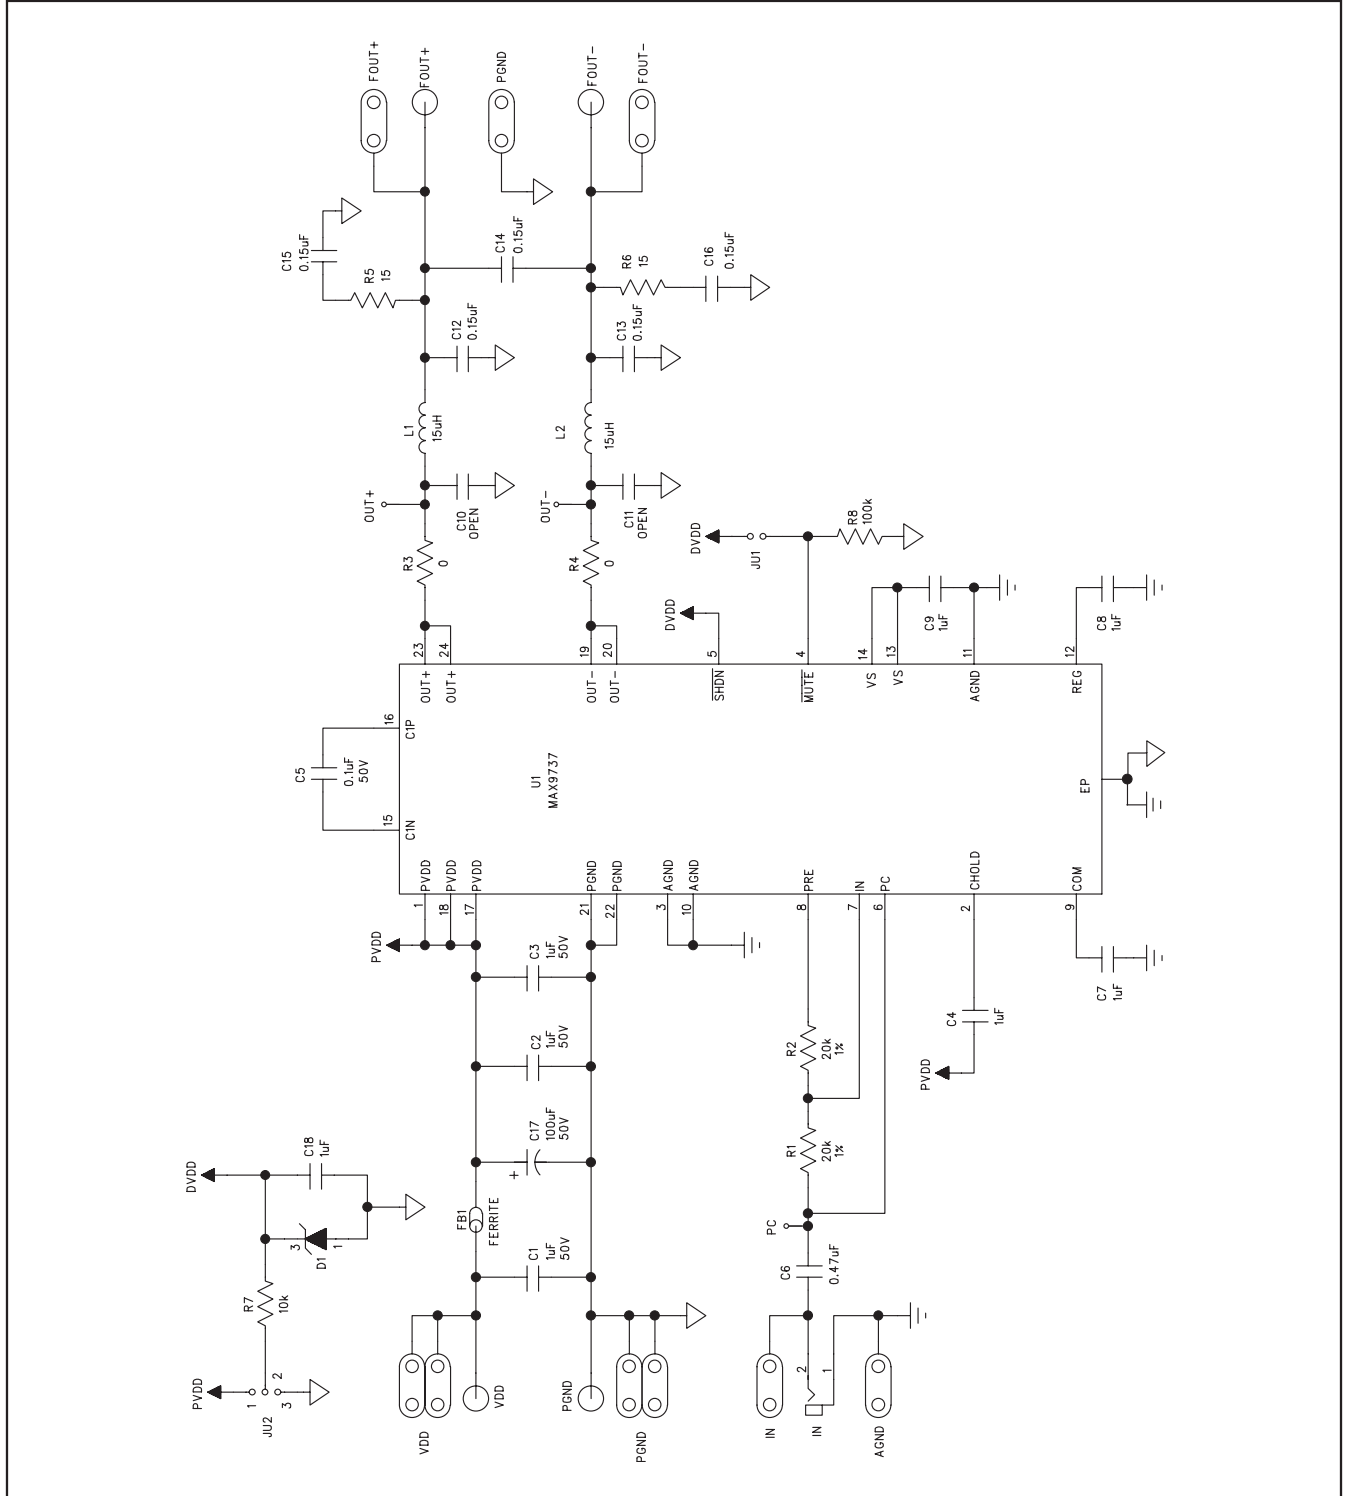 FOUT+
FOUT+
PGND
FOUT-
FOUT-
C15
0.15uF
R5
15
C14
0.15uF
R6
15
C16
0.15uF
C12
0.15uF
C13
0.15uF
L1
15uH
L2
15uH
OUT+
C10
OPEN
OUT-
C11
OPEN
R3
0
R4
0
DVDD
JU1
R8
100k
DVDD
C9
1uF
C8
1uF
23
24
19
20
5
4
14
13
11
12
OUT+
OUT+
OUT-
OUT-
SHDN
MUTE
VS
VS
AGND
REG
C5
0.1uF
50V
16
C1P
15
C1N
U1
MAX9737
EP
PVDD
PVDD
PVDD
PGND
PGND
AGND
AGND
PRE
IN
PC
CHOLD
COM
1
18
17
21
22
3
10
8
7
6
2
9
PVDD
C3
1uF
50V
C2
1uF
50V
C17
100uF
50V
+
FB1
FERRITE
C1
1uF
50V
R2
20k
1%
R1
20k
1%
C4
1uF
PVDD
C7
1uF
PC
C6
0.47uF
DVDD
C18
1uF
3
D1
1
R7
10k
PVDD
1
2
3
JU2
VDD
VDD
PGND
PGND
IN
2
1
IN
AGND